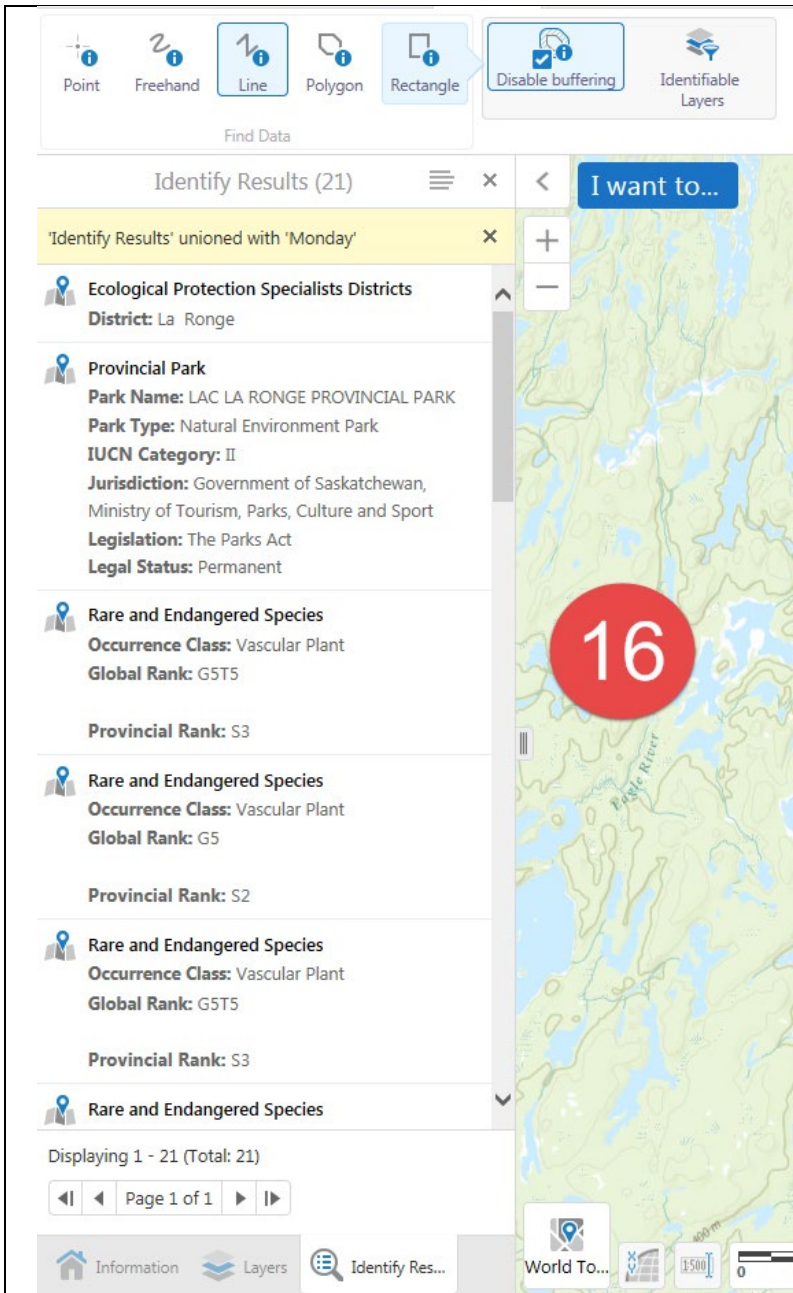 Point Freehand Line Polygon Rectangle Disable buffering Identifiable Layers
Find Data
Identify Results (21)
I want to...
'Identify Results' unioned with 'Monday'
Ecological Protection Specialists Districts
District: La Ronge
Provincial Park
Park Name: LAC LA RONGE PROVINCIAL PARK
Park Type: Natural Environment Park
IUCN Category: II
Jurisdiction: Government of Saskatchewan,
Ministry of Tourism, Parks, Culture and Sport
Legislation: The Parks Act
Legal Status: Permanent
Rare and Endangered Species
Occurrence Class: Vascular Plant
Global Rank: G5T5
Provincial Rank: S3
16
Eagle River
Rare and Endangered Species
Occurrence Class: Vascular Plant
Global Rank: G5
Provincial Rank: S2
Rare and Endangered Species
Occurrence Class: Vascular Plant
Global Rank: G5T5
Provincial Rank: S3
Rare and Endangered Species
Displaying 1 - 21 (Total: 21)
Page 1 of 1
400 m
Information Layers Identify Res...
World To... X Y 1:500 0